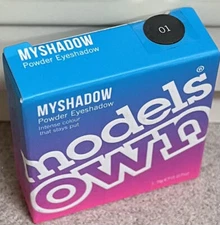 MYSHADOW
Powder Eyeshadow
01
MYSHADOW
Powder Eyeshadow
Intense colour
that stays put.
models
own®